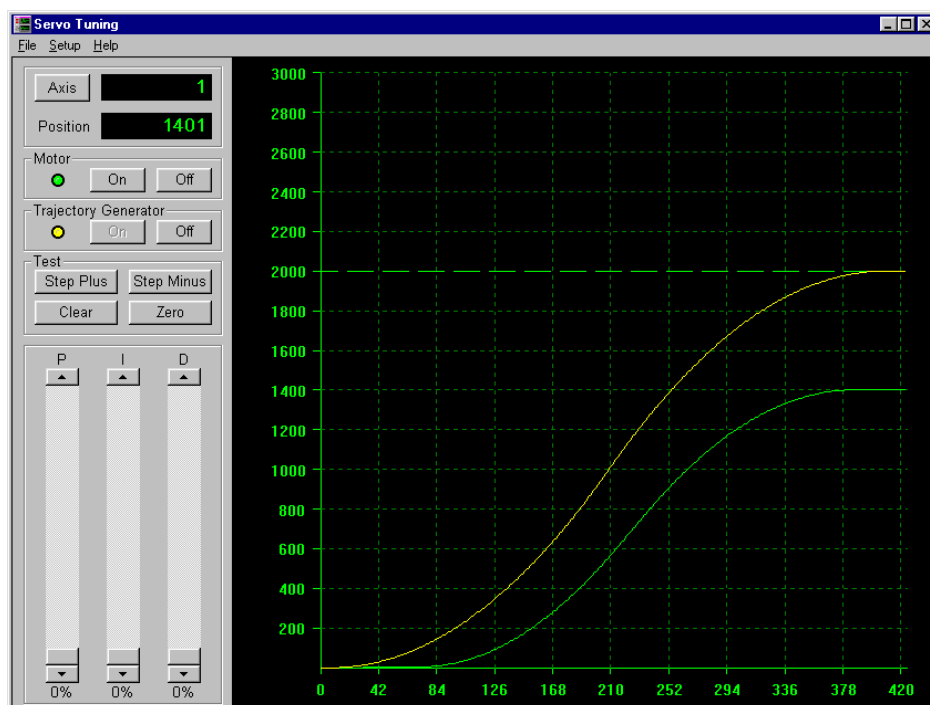 Servo Tuning
File Setup Help
Axis 1
Position 1401
Motor
On Off
Trajectory Generator
On Off
Test
Step Plus Step Minus
Clear Zero
P I D
0% 0% 0%
3000
2800
2600
2400
2200
2000
1800
1600
1400
1200
1000
800
600
400
200
0 42 84 126 168 210 252 294 336 378 420